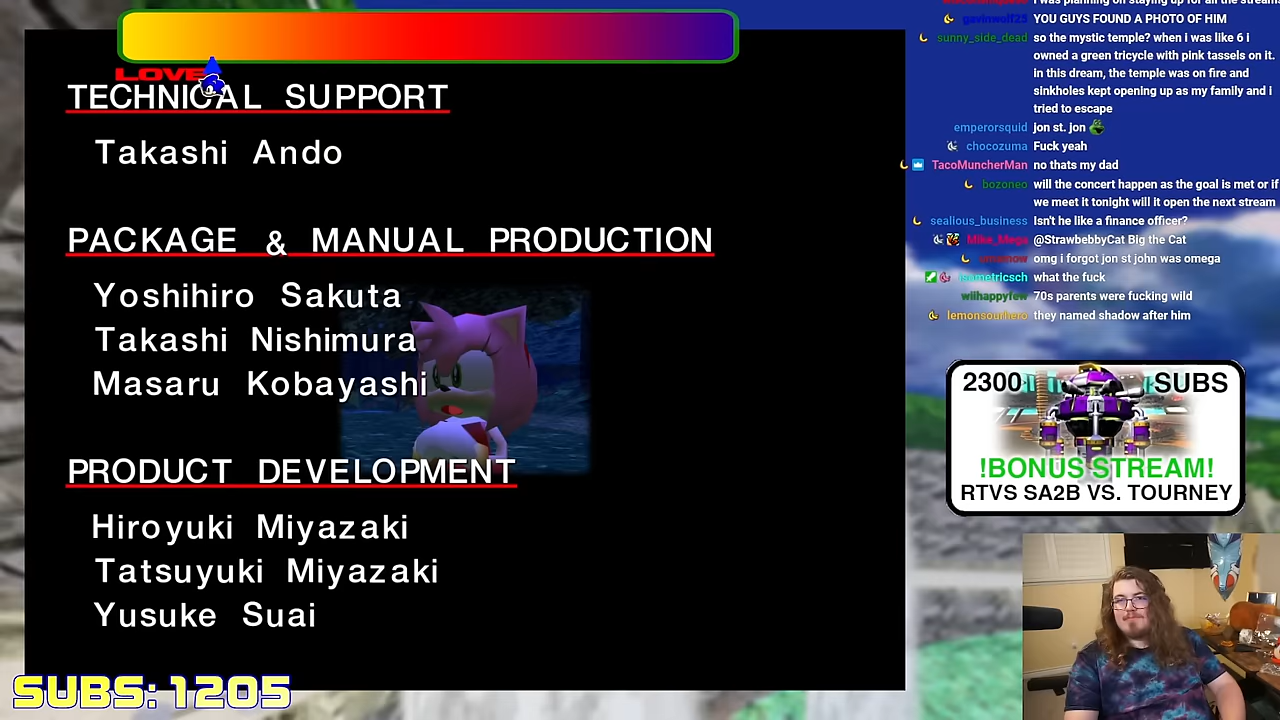 LOVE
TECHNICAL SUPPORT
Takashi Ando
PACKAGE & MANUAL PRODUCTION
Yoshihiro Sakuta
Takashi Nishimura
Masaru Kobayashi
PRODUCT DEVELOPMENT
Hiroyuki Miyazaki
Tatsuyuki Miyazaki
Yusuke Suai
SUBS: 1205
gavinwolf25 YOU GUYS FOUND A PHOTO OF HIM
sunny_side_dead so the mystic temple? when i was like 6 i
owned a green tricycle with pink tassels on it.
in this dream, the temple was on fire and
sinkholes kept opening up as my family and i
tried to escape
emperorsquid jon st. jon
chocozuma Fuck yeah
TacoMuncherMan no thats my dad
bozoneo will the concert happen as the goal is met or if
we meet it tonight will it open the next stream
sealious_business Isn't he like a finance officer?
Mike_Mega @StrawbebbyCat Big the Cat
omg i forgot jon st john was omega
isometricsch what the fuck
wiihappyfew 70s parents were fucking wild
lemonsourhero they named shadow after him
2300 SUBS
!BONUS STREAM!
RTVS SA2B VS. TOURNEY